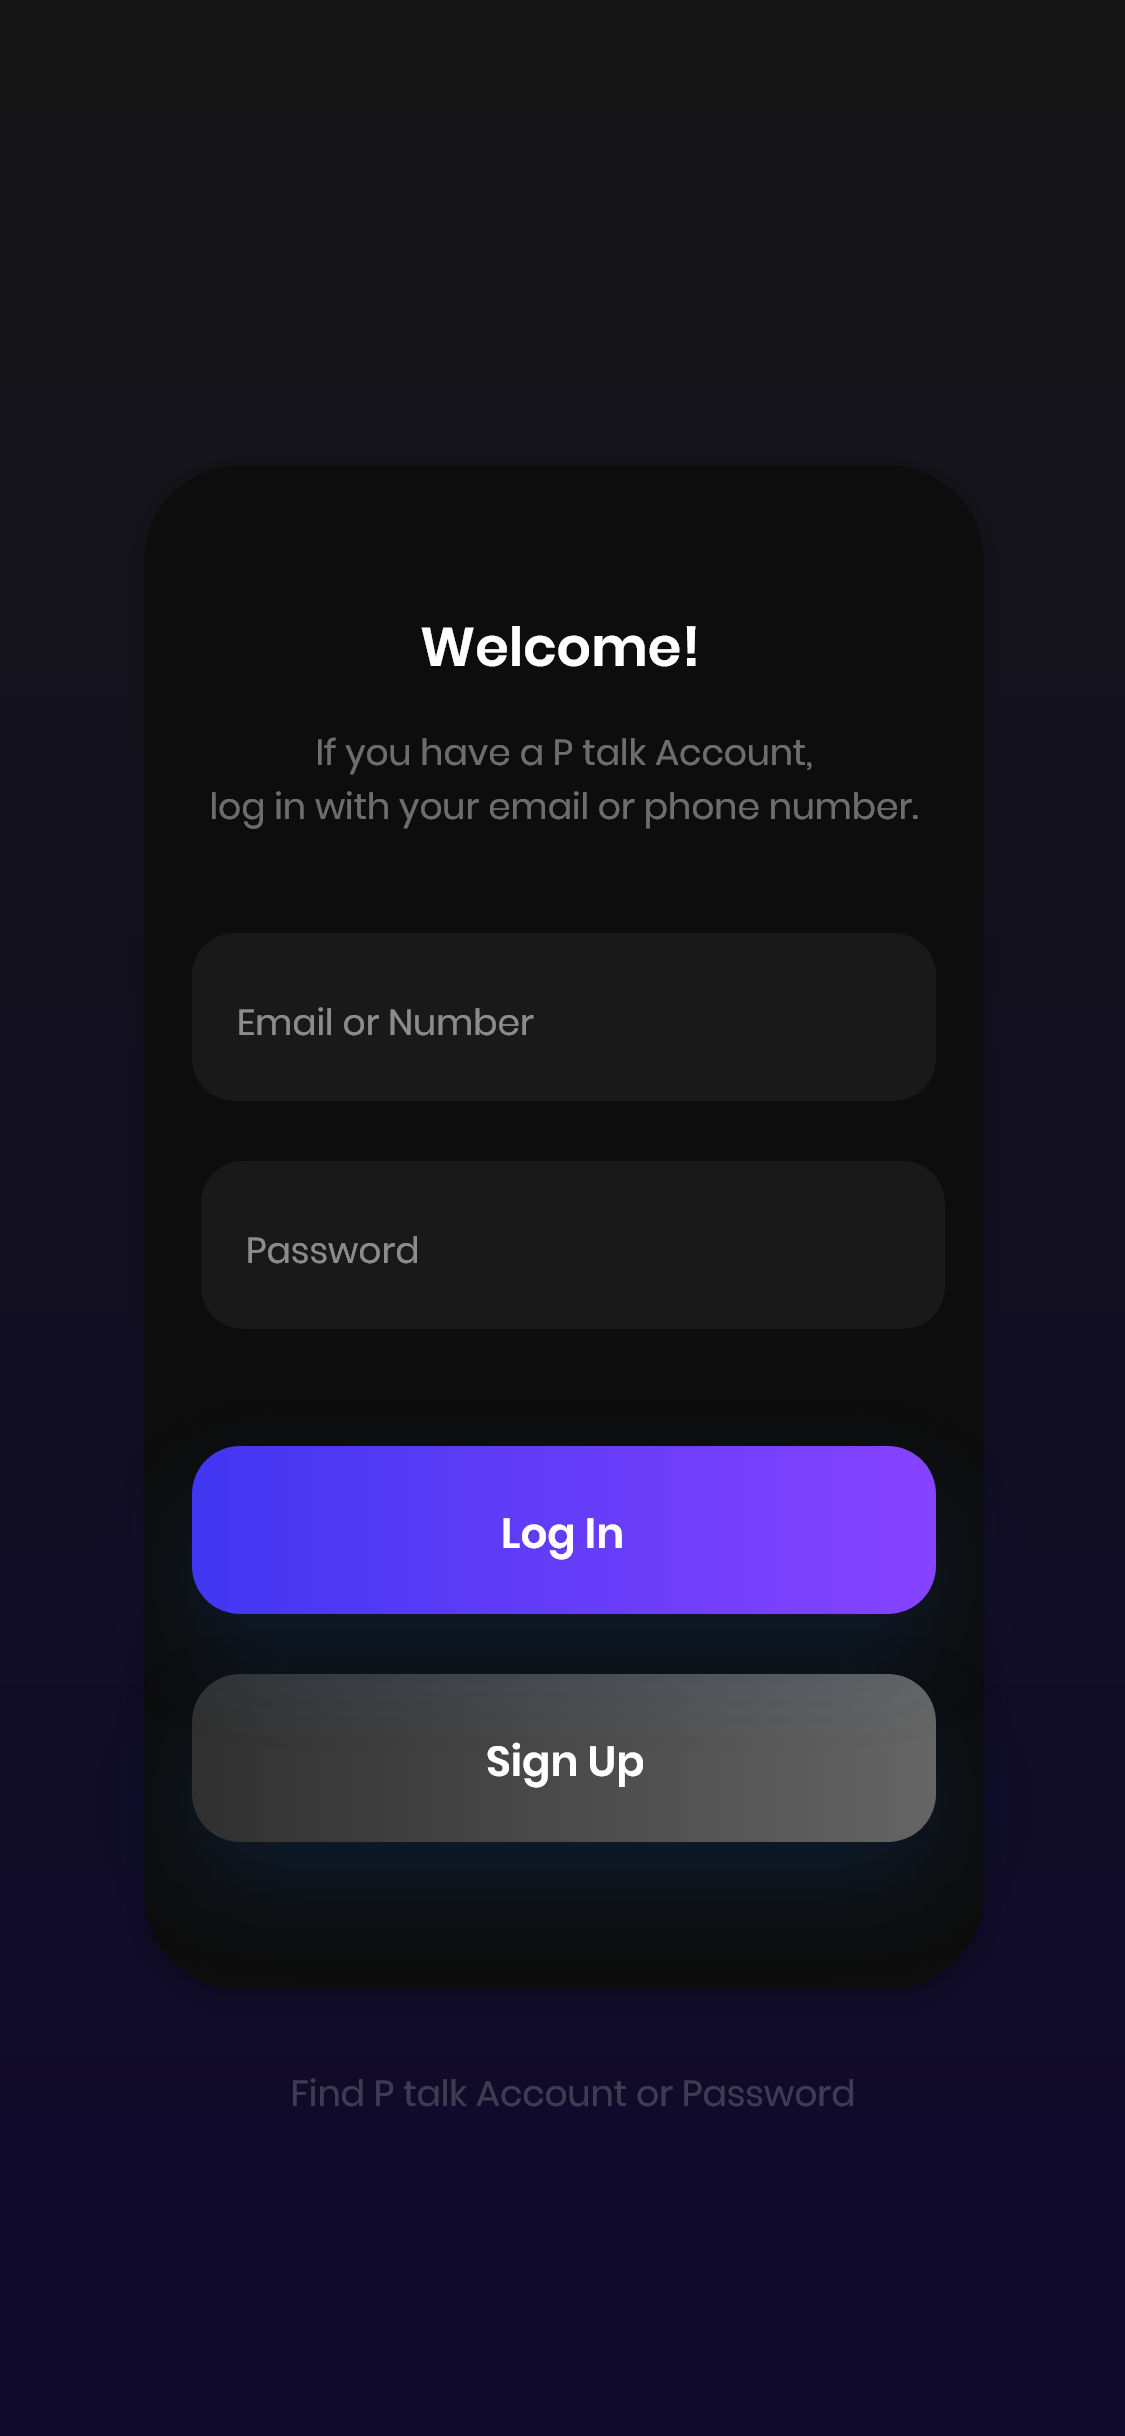 Welcome!
If you have a P talk Account,
log in with your email or phone number.
Email or Number
Password
Log In
Sign Up
Find P talk Account or Password